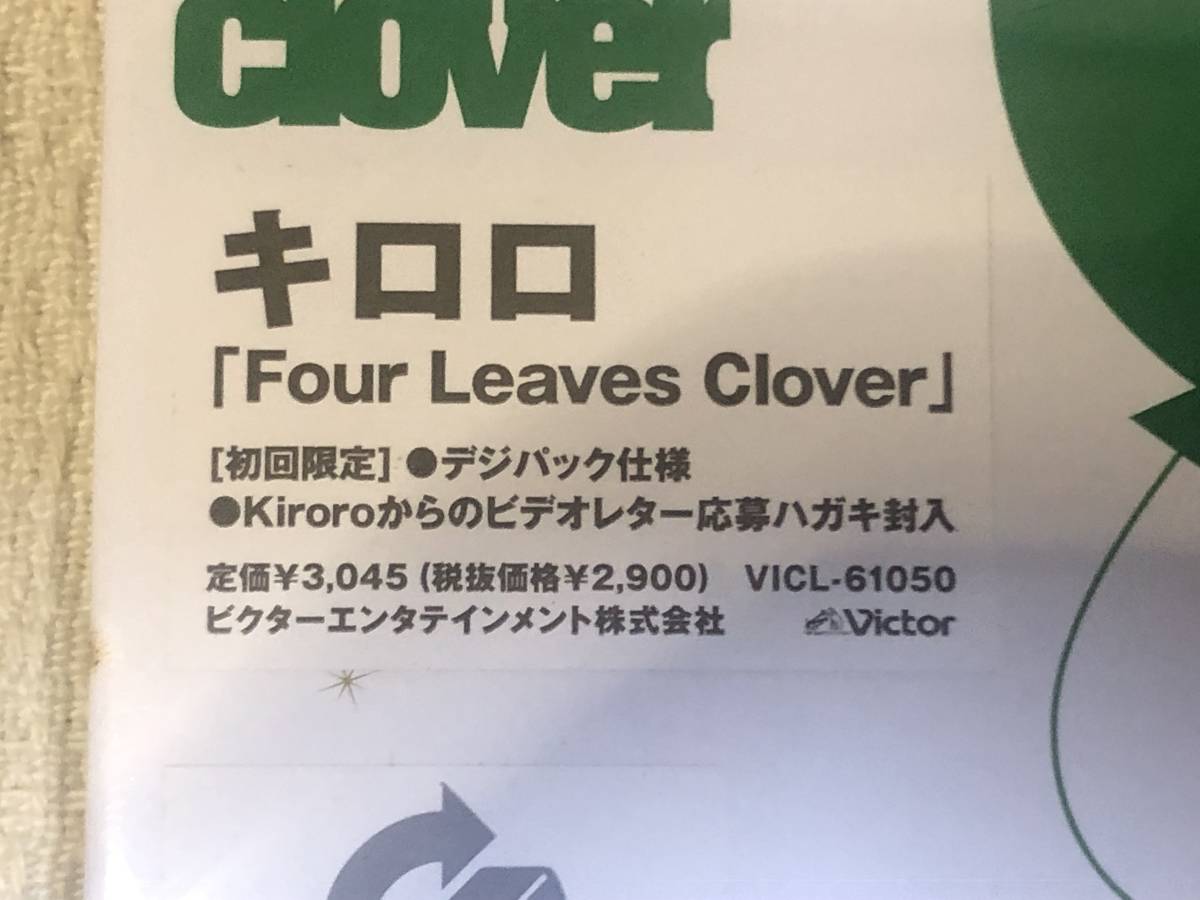 clover
キロロ
「Four Leaves Clover」
[初回限定] ●デジパック仕様
●Kiroroからのビデオレター応募ハガキ封入
定価¥3,045 (税抜価格¥2,900) VICL-61050
ビクターエンタテインメント株式会社 Victor